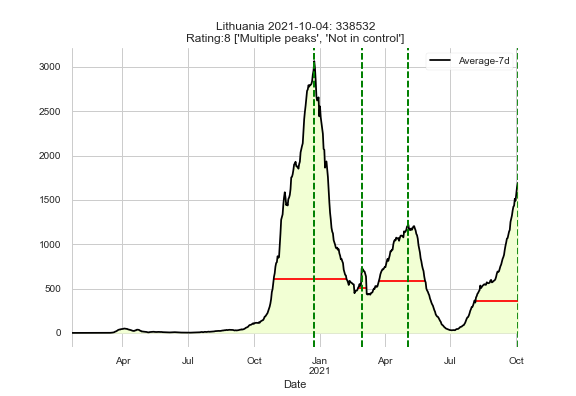 Lithuania 2021-10-04: 338532
Rating:8 ['Multiple peaks', 'Not in control']
Average-7d
3000
2500
2000
1500
1000
500
0
Apr Jul Oct Jan Apr Jul Oct
2021
Date